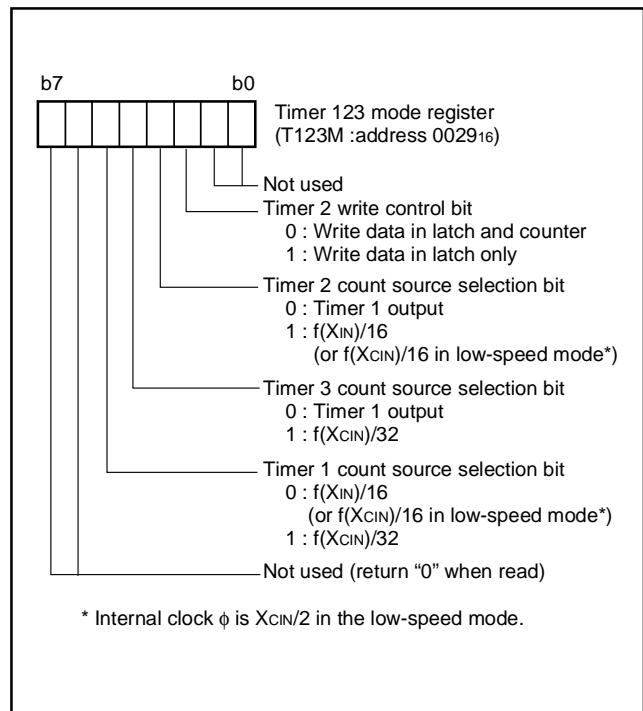 b7 b0
Timer 123 mode register
(T123M :address 002916)
Not used
Timer 2 write control bit
0 : Write data in latch and counter
1 : Write data in latch only
Timer 2 count source selection bit
0 : Timer 1 output
1 : f(XIN)/16
(or f(XCIN)/16 in low-speed mode*)
Timer 3 count source selection bit
0 : Timer 1 output
1 : f(XCIN)/32
Timer 1 count source selection bit
0 : f(XIN)/16
(or f(XCIN)/16 in low-speed mode*)
1 : f(XCIN)/32
Not used (return “0” when read)
* Internal clock ϕ is XCIN/2 in the low-speed mode.